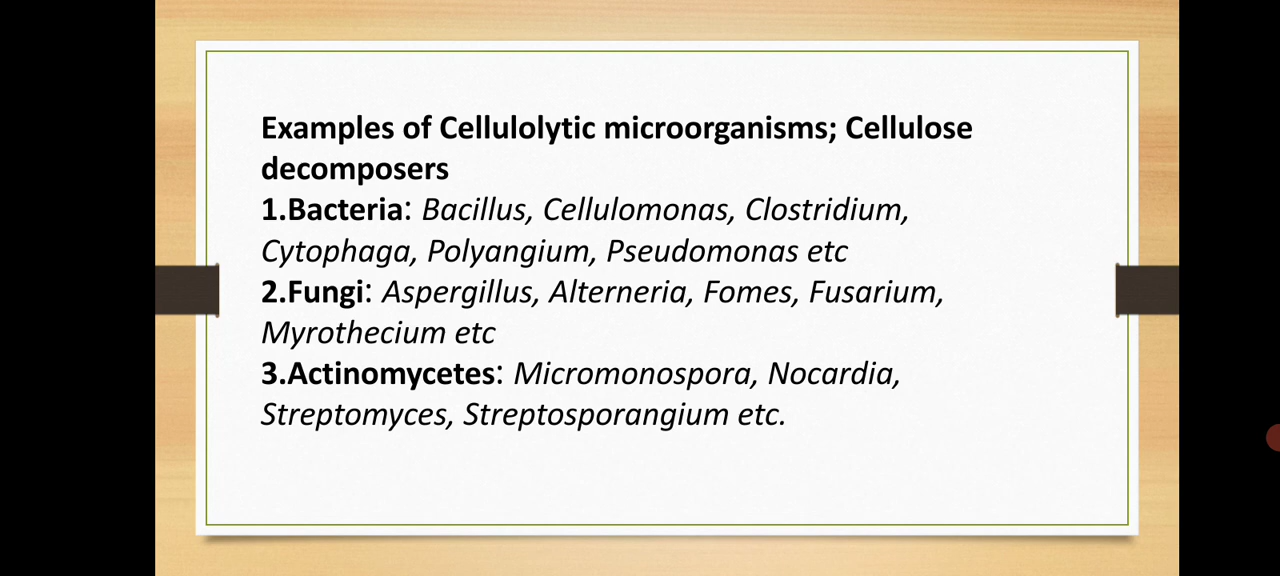 Examples of Cellulolytic microorganisms; Cellulose
decomposers
1.Bacteria: Bacillus, Cellulomonas, Clostridium,
Cytophaga, Polyangium, Pseudomonas etc
2.Fungi: Aspergillus, Alterneria, Fomes, Fusarium,
Myrothecium etc
3.Actinomycetes: Micromonospora, Nocardia,
Streptomyces, Streptosporangium etc.